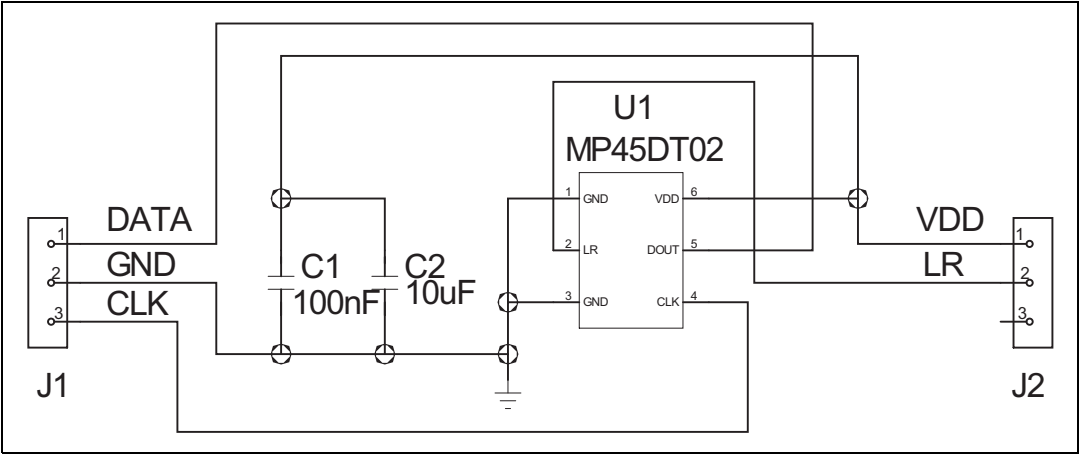 U1
MP45DT02
1 GND VDD 6
2 LR DOUT 5
3 GND CLK 4
DATA
1
GND
2
CLK
3
J1
C1
100nF
C2
10uF
VDD
1
LR
2
3
J2